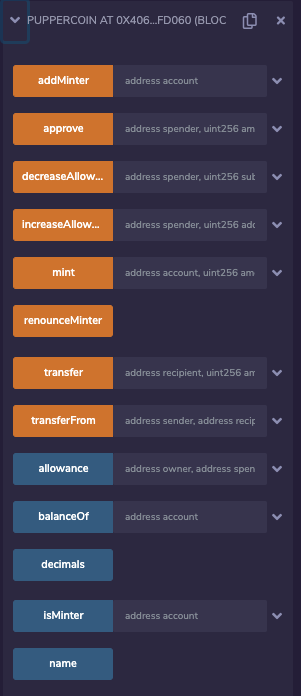 PUPPERCOIN AT 0X406...FD060 (BLOC
addMinter address account
approve address spender, uint256 am
decreaseAllow... address spender, uint256 sub
increaseAllow... address spender, uint256 add
mint address account, uint256 am
renounceMinter
transfer address recipient, uint256 am
transferFrom address sender, address recip
allowance address owner, address spen
balanceOf address account
decimals
isMinter address account
name